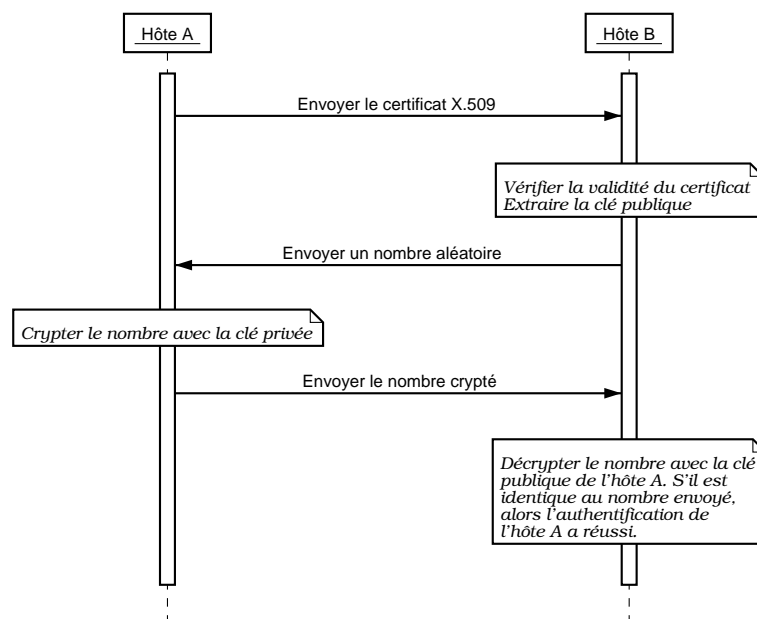 Hôte A
Hôte B
Envoyer le certificat X.509
Vérifier la validité du certificat
Extraire la clé publique
Envoyer un nombre aléatoire
Crypter le nombre avec la clé privée
Envoyer le nombre crypté
Décrypter le nombre avec la clé
publique de l'hôte A. S'il est
identique au nombre envoyé,
alors l'authentification de
l'hôte A a réussi.